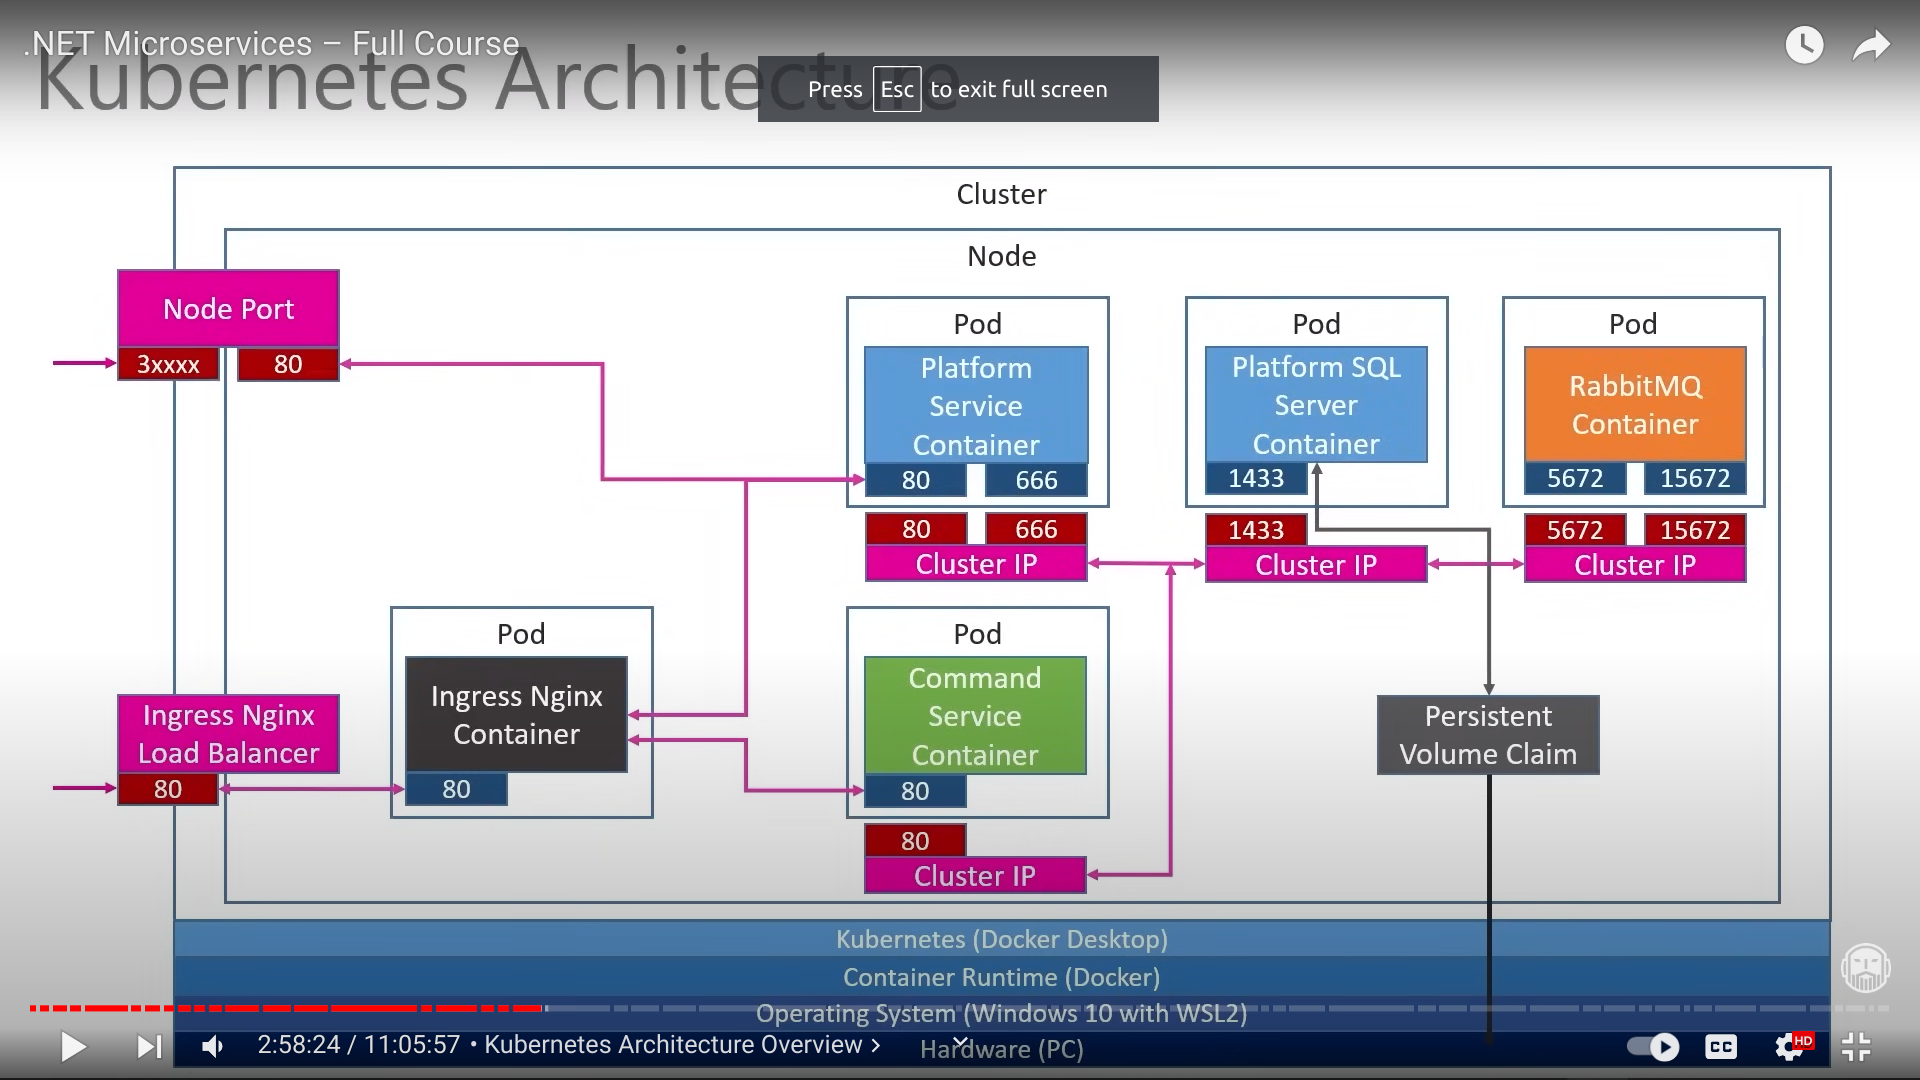 .NET Microservices – Full Course
Kubernetes Architecture
Press Esc to exit full screen
Cluster
Node
Node Port
3xxxx
80
Pod
Platform
Service
Container
80
666
80
666
Cluster IP
Pod
Platform SQL
Server
Container
1433
1433
Cluster IP
Pod
RabbitMQ
Container
5672
15672
5672
15672
Cluster IP
Ingress Nginx
Load Balancer
80
Pod
Ingress Nginx
Container
80
Pod
Command
Service
Container
80
80
Cluster IP
Persistent
Volume Claim
Kubernetes (Docker Desktop)
Container Runtime (Docker)
Operating System (Windows 10 with WSL2)
Hardware (PC)
2:58:24 / 11:05:57 • Kubernetes Architecture Overview
CC
HD